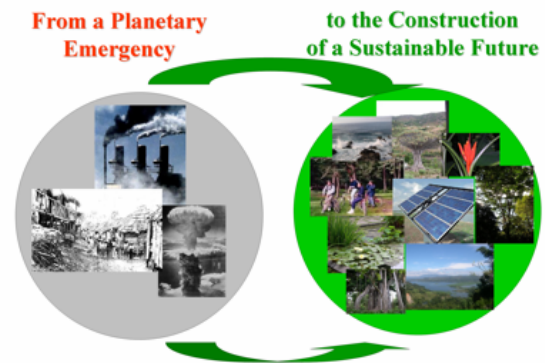 From a Planetary
Emergency
to the Construction
of a Sustainable Future